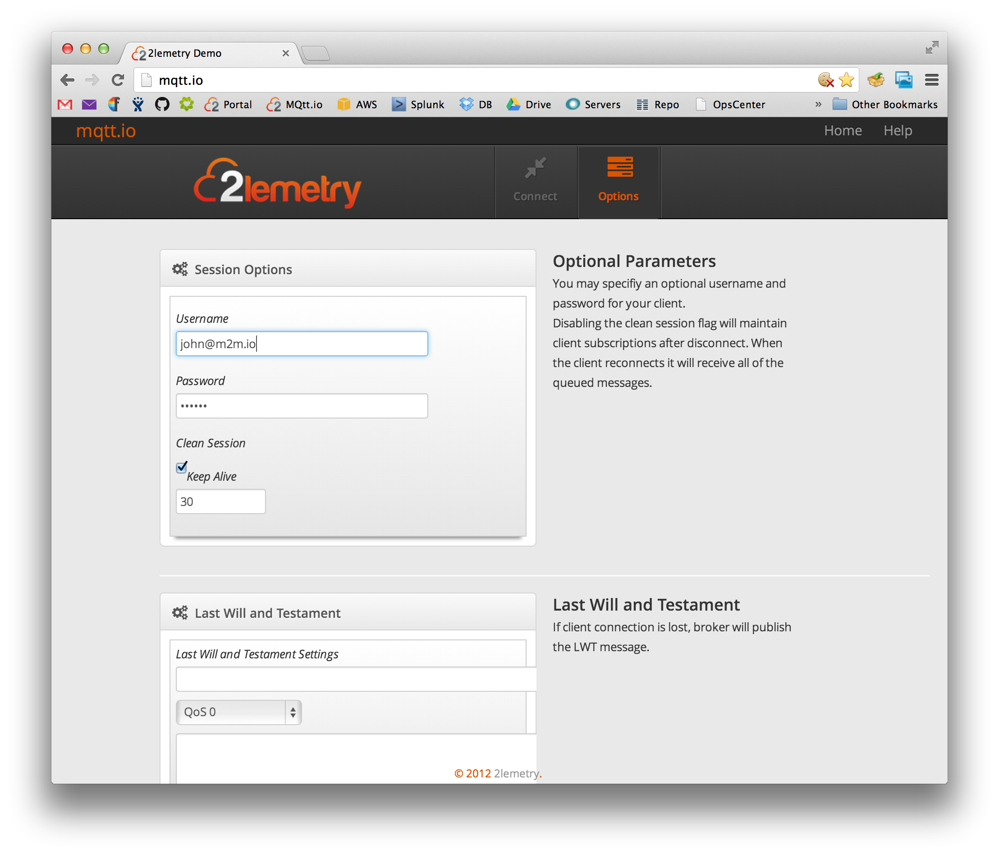 2lemetry Demo
mqtt.io
Portal
MQtt.io
AWS
Splunk
DB
Drive
Servers
Repo
OpsCenter
»
Other Bookmarks
mqtt.io
Home
Help
2lemetry
Connect
Options
Session Options
Username
john@m2m.io
Password
••••••
Clean Session
Keep Alive
30
Optional Parameters
You may specifiy an optional username and
password for your client.
Disabling the clean session flag will maintain
client subscriptions after disconnect. When
the client reconnects it will receive all of the
queued messages.
Last Will and Testament
Last Will and Testament Settings
QoS 0
Last Will and Testament
If client connection is lost, broker will publish
the LWT message.
© 2012 2lemetry.